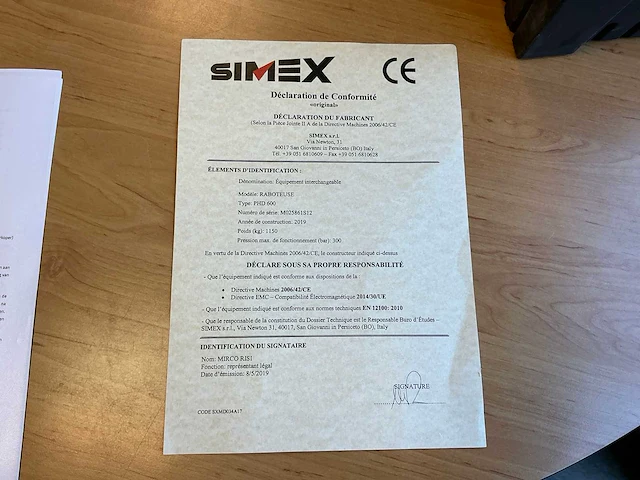 SIMEX CE
Déclaration de Conformité
«original»
DÉCLARATION DU FABRICANT
(Selon la Pièce Jointe II A de la Directive Machines 2006/42/CE
SIMEX s.r.l.
Via Newton, 31
40017 San Giovanni in Persiceto (BO) Italy
Tél. +39 051 6810609 – Fax +39 051 6810628
ÉLEMENTS D'IDENTIFICATION :
Dénomination: Équipement interchangeable
Modèle: RABOTEUSE
Type: PHD 600
Numéro de série: M025861S12
Année de construction: 2019
Poids (kg): 1150
Pression max. de fonctionnement (bar): 300
En vertu de la Directive Machines 2006/42/CE, le constructeur indiqué ci-dessus
DÉCLARE SOUS SA PROPRE RESPONSABILITÉ
- Que l'équipement indiqué est conforme aux dispositions de la :
• Directive Machines 2006/42/CE
• Directive EMC – Compatibilité Électromagnétique 2014/30/UE
- Que l'équipement indiqué est conforme aux normes techniques EN 12100: 2010
- Que le responsable de la constitution du Dossier Technique est le Responsable Buro d'Études –
SIMEX s.r.l., Via Newton 31, 40017, San Giovanni in Persiceto (BO), Italy
IDENTIFICATION DU SIGNATAIRE
Nom: MIRCO RISI
Fonction: représentant légal
Date d'émission: 8/5/2019
SIGNATURE
CODE SXMD034A17